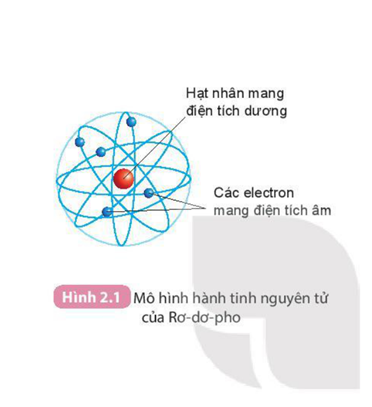 Hạt nhân mang
điện tích dương
Các electron
mang điện tích âm
Hình 2.1 Mô hình hành tinh nguyên tử
của Rơ-dơ-pho